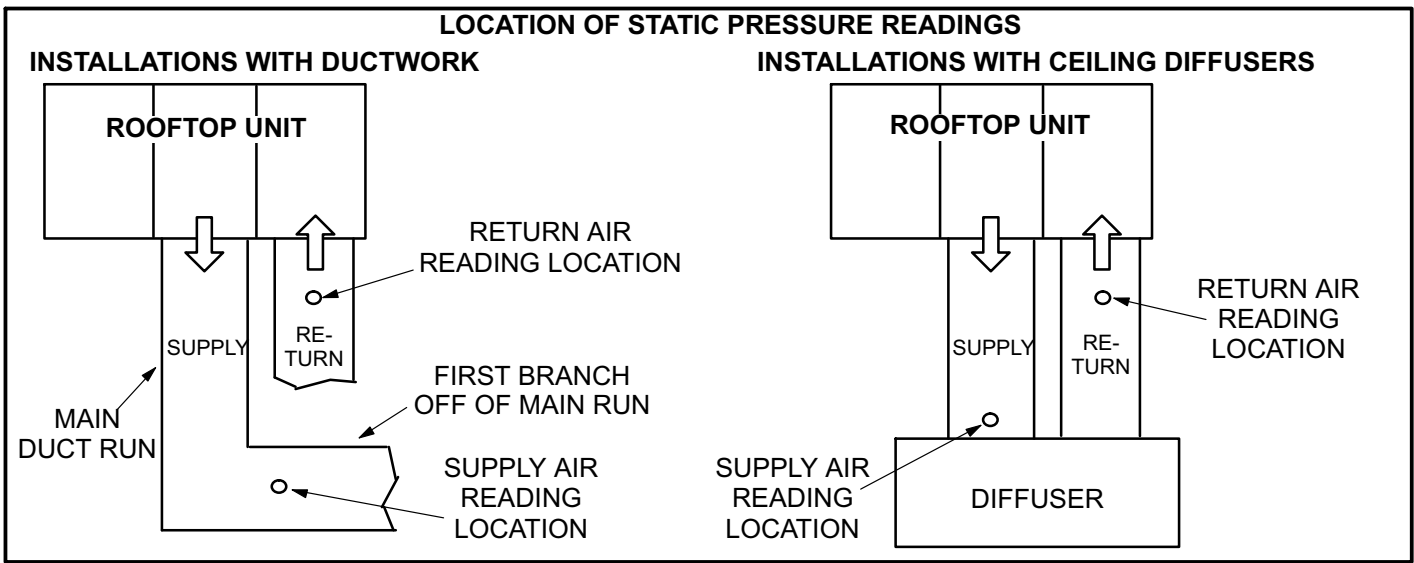 LOCATION OF STATIC PRESSURE READINGS
INSTALLATIONS WITH DUCTWORK
ROOFTOP UNIT
RETURN AIR
READING LOCATION
SUPPLY
RE-
TURN
MAIN
DUCT RUN
FIRST BRANCH
OFF OF MAIN RUN
SUPPLY AIR
READING
LOCATION
INSTALLATIONS WITH CEILING DIFFUSERS
ROOFTOP UNIT
RETURN AIR
READING
LOCATION
SUPPLY
RE-
TURN
SUPPLY AIR
READING
LOCATION
DIFFUSER